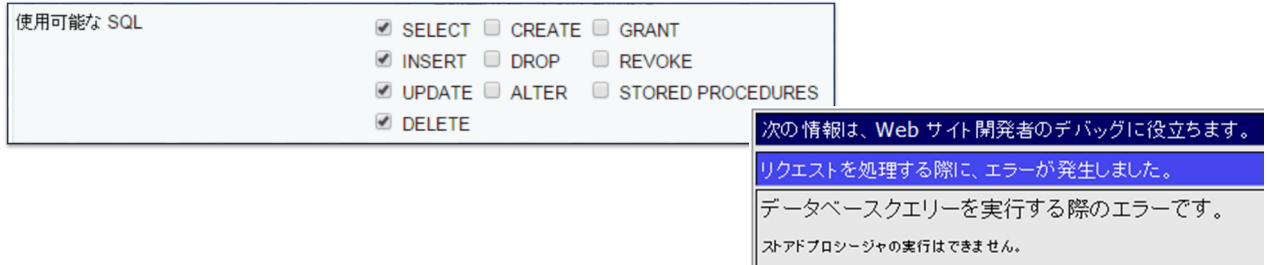 使用可能な SQL
SELECT CREATE GRANT
INSERT DROP REVOKE
UPDATE ALTER STORED PROCEDURES
DELETE
次の情報は、Web サイト開発者のデバッグに役立ちます。
リクエストを処理する際に、エラーが発生しました。
データベースクエリーを実行する際のエラーです。
ストアドプロシージャの実行はできません。